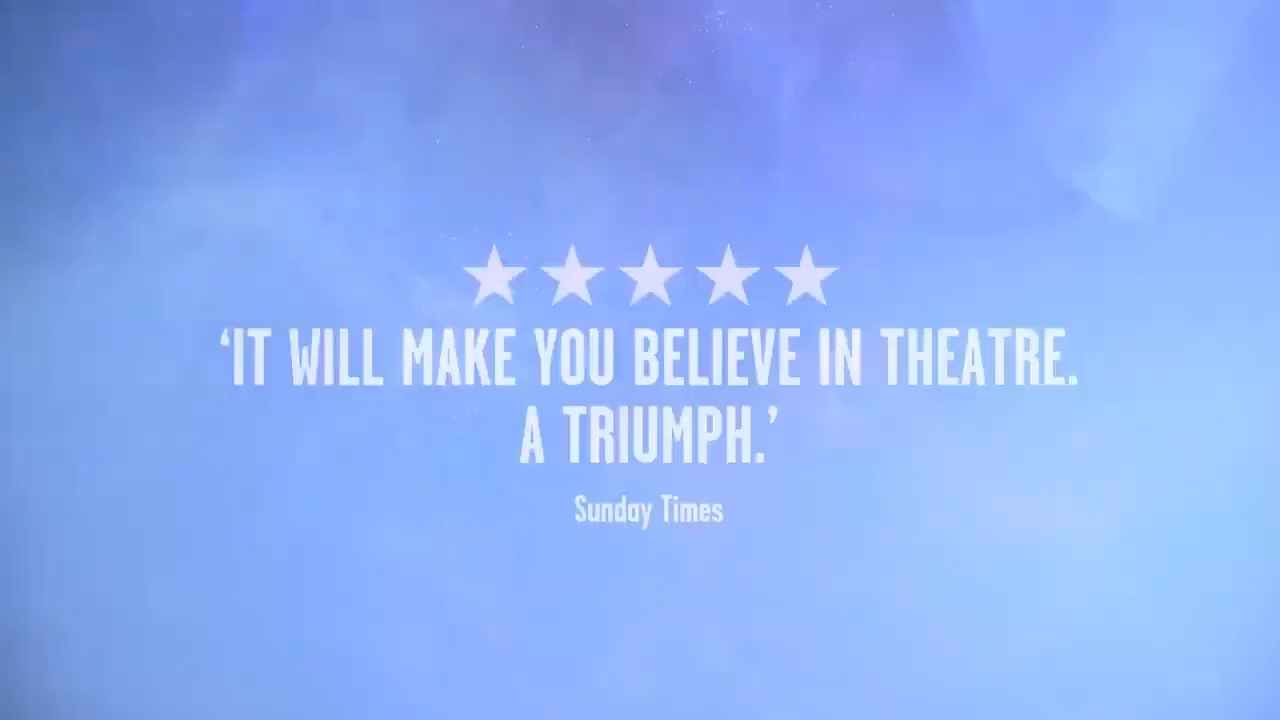 ‘IT WILL MAKE YOU BELIEVE IN THEATRE.
A TRIUMPH.’
Sunday Times